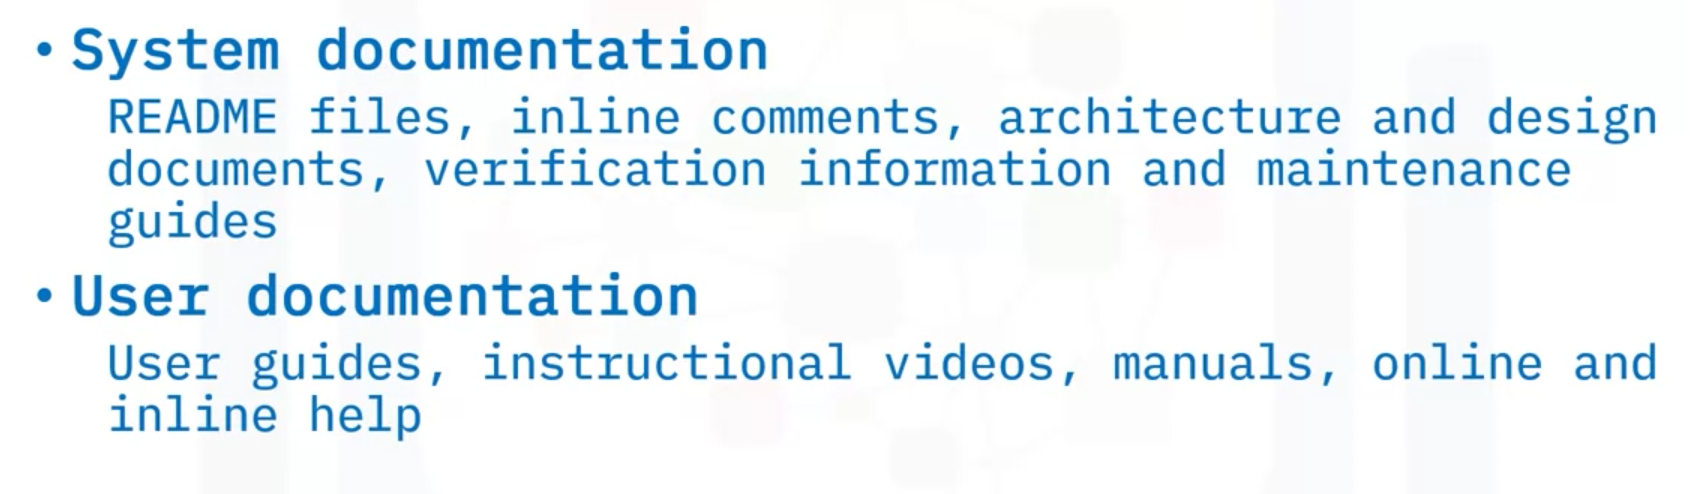 • System documentation
README files, inline comments, architecture and design
documents, verification information and maintenance
guides
• User documentation
User guides, instructional videos, manuals, online and
inline help